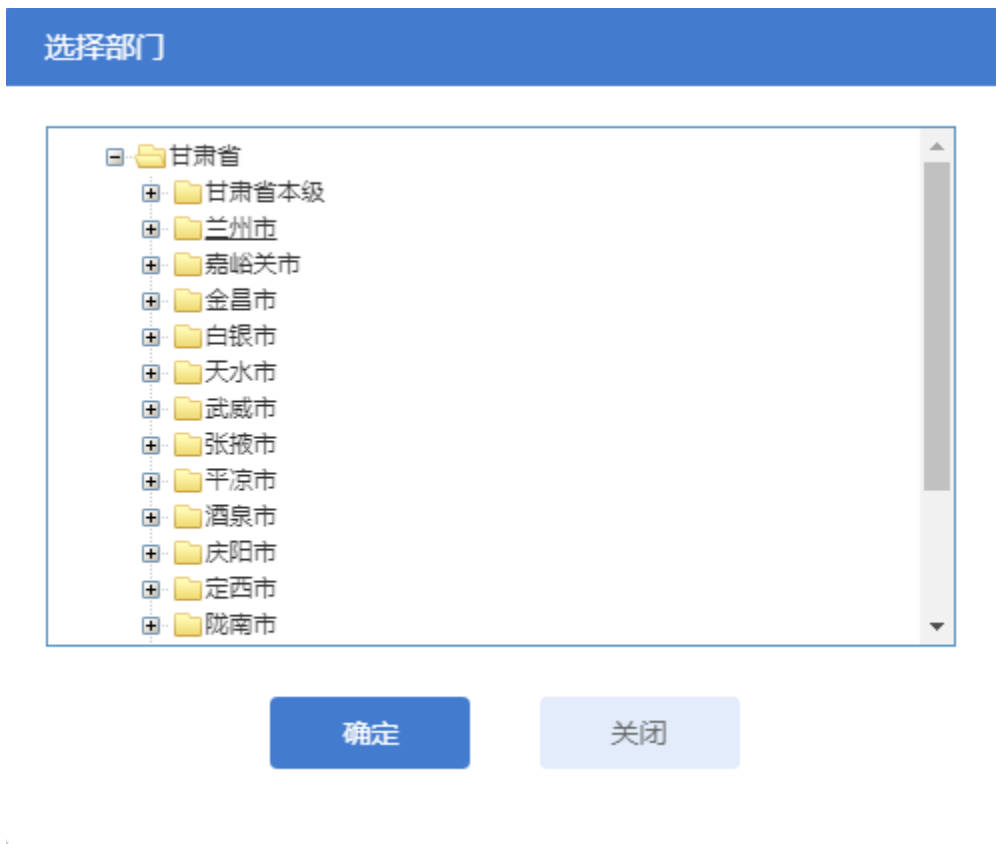 选择部门
甘肃省
甘肃省本级
兰州市
嘉峪关市
金昌市
白银市
天水市
武威市
张掖市
平凉市
酒泉市
庆阳市
定西市
陇南市
确定 关闭